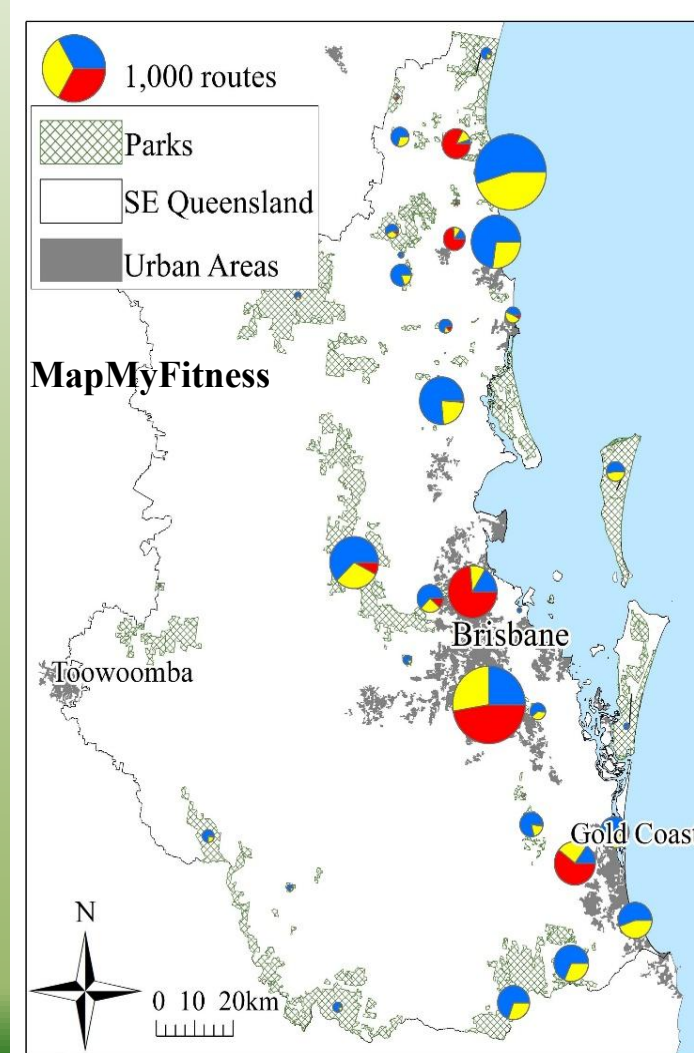 1,000 routes
Parks
SE Queensland
Urban Areas
MapMyFitness
Brisbane
Toowoomba
Gold Coast
N
0 10 20km